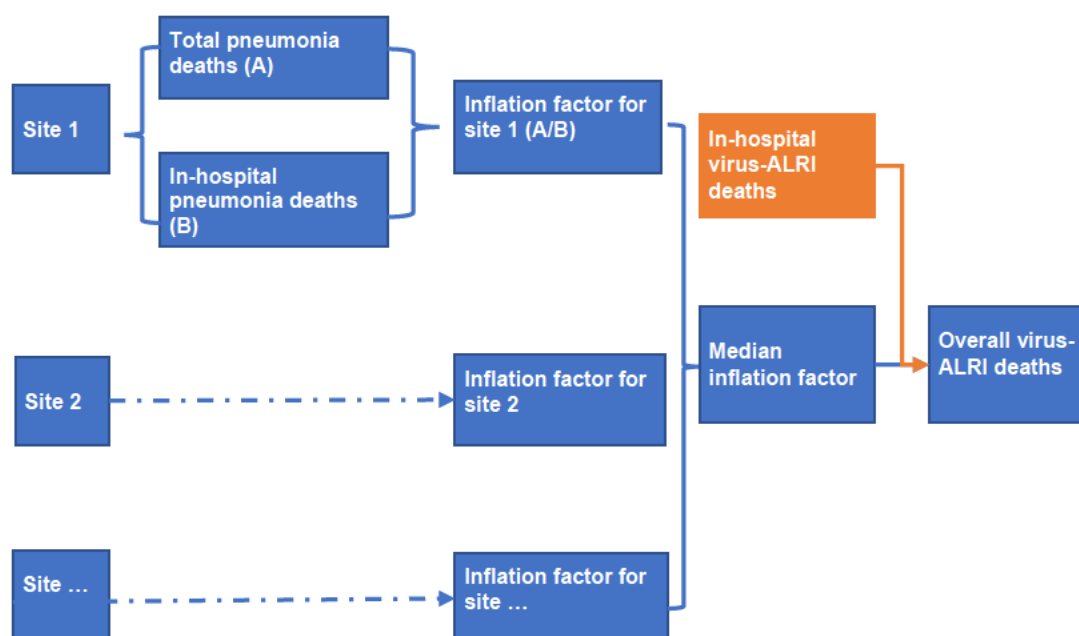 Total pneumonia
deaths (A)
Site 1
Inflation factor for
site 1 (A/B)
In-hospital
pneumonia deaths
(B)
In-hospital
virus-ALRI
deaths
Site 2
Inflation factor for
site 2
Median
inflation factor
Overall virus-
ALRI deaths
Site ...
Inflation factor for
site ...